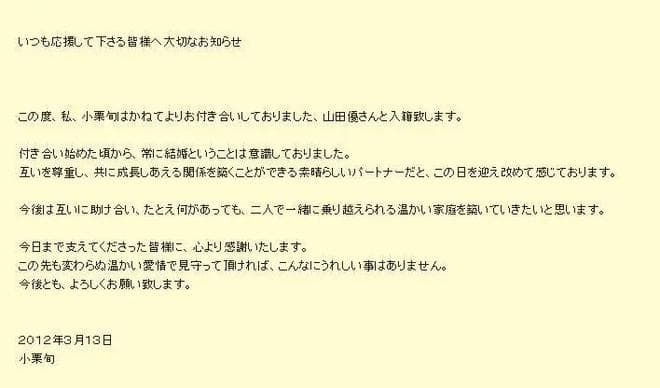 いつも応援して下さる皆様へ大切なお知らせ
この度、私、小栗旬はかねてよりお付き合いしておりました、山田優さんと入籍致します。
付き合い始めた頃から、常に結婚ということは意識しておりました。
互いを尊重し、共に成長しあえる関係を築くことができる素晴らしいパートナーだと、この日を迎え改めて感じております。
今後は互いに助け合い、たとえ何があっても、二人で一緒に乗り越えられる温かい家庭を築いていきたいと思います。
今日まで支えてくださった皆様に、心より感謝いたします。
この先も変わらぬ温かい愛情で見守って頂ければ、こんなにうれしい事はありません。
今後とも、よろしくお願い致します。
２０１２年３月１３日
小栗旬